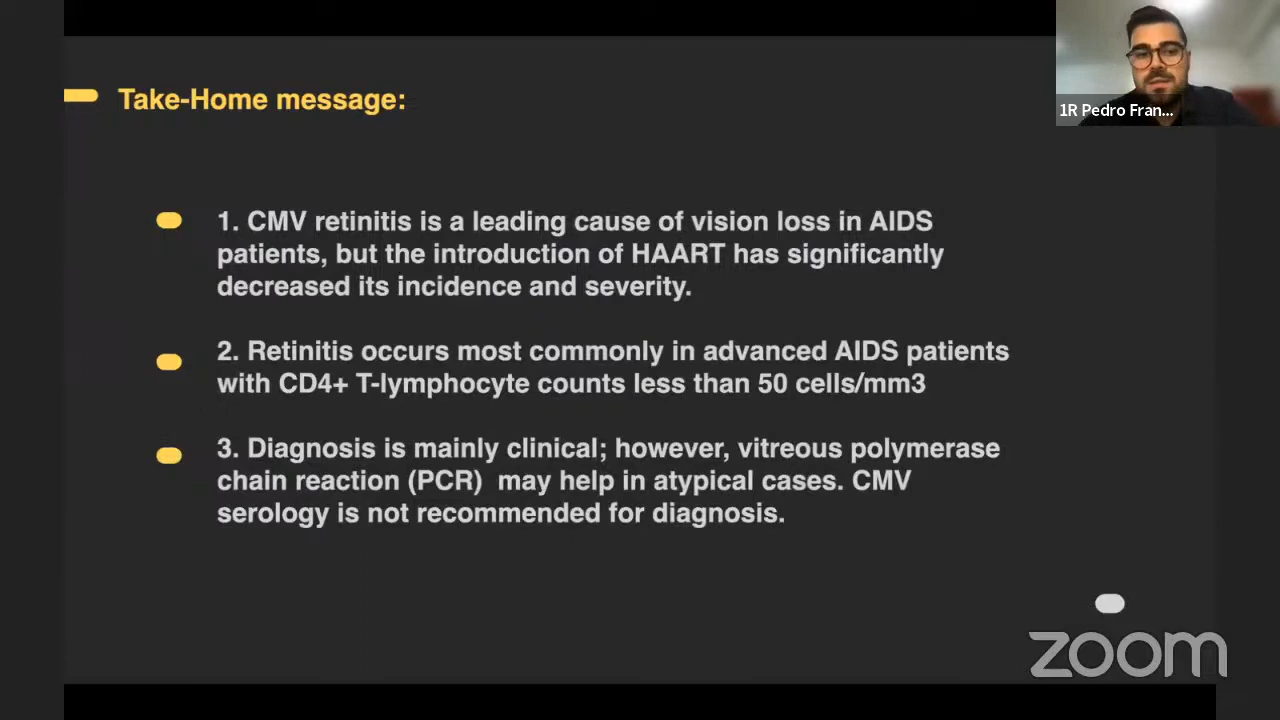 1R Pedro Fran...
Take-Home message:
1. CMV retinitis is a leading cause of vision loss in AIDS
patients, but the introduction of HAART has significantly
decreased its incidence and severity.
2. Retinitis occurs most commonly in advanced AIDS patients
with CD4+ T-lymphocyte counts less than 50 cells/mm3
3. Diagnosis is mainly clinical; however, vitreous polymerase
chain reaction (PCR)  may help in atypical cases. CMV
serology is not recommended for diagnosis.
zoom